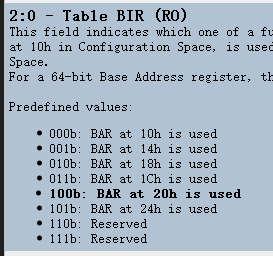 2:0 - Table BIR (RO)
This field indicates which one of a fu
at 10h in Configuration Space, is used
Space.
For a 64-bit Base Address register, th
Predefined values:
• 000b: BAR at 10h is used
• 001b: BAR at 14h is used
• 010b: BAR at 18h is used
• 011b: BAR at 1Ch is used
• 100b: BAR at 20h is used
• 101b: BAR at 24h is used
• 110b: Reserved
• 111b: Reserved